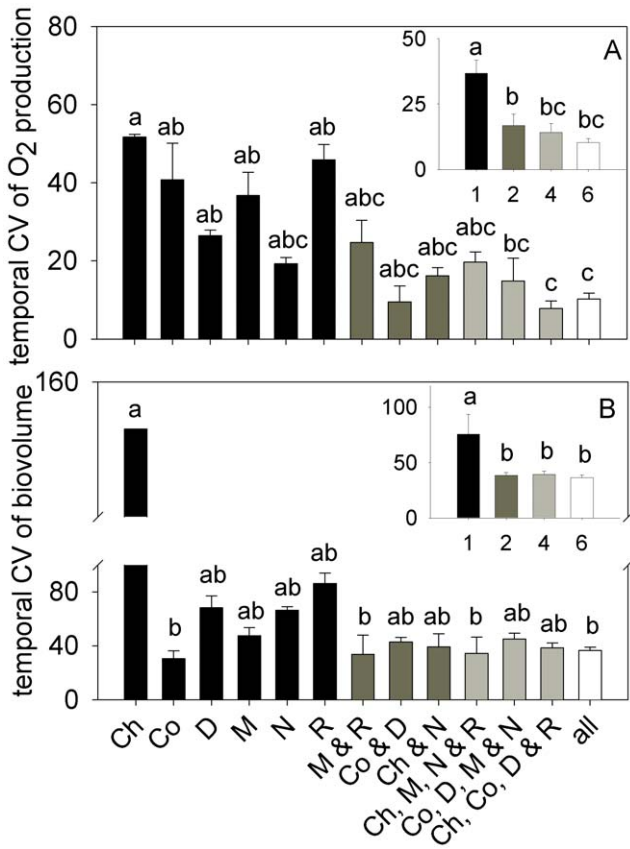 temporal CV of O2 production
80
60
40
20
0
a
ab
ab
ab
abc
ab
abc
abc
abc
abc
bc
c
c
A
50
25
0
a
b
bc
bc
1 2 4 6
temporal CV of biovolume
160
80
40
0
a
b
ab
ab
ab
ab
b
ab
ab
b
ab
ab
b
B
100
50
0
a
b
b
b
1 2 4 6
Ch
Co
D
M
N
R
M & R
Co & D
Ch & N
Ch, M, N & R
Co, D, M & N
Ch, Co, D & R
all